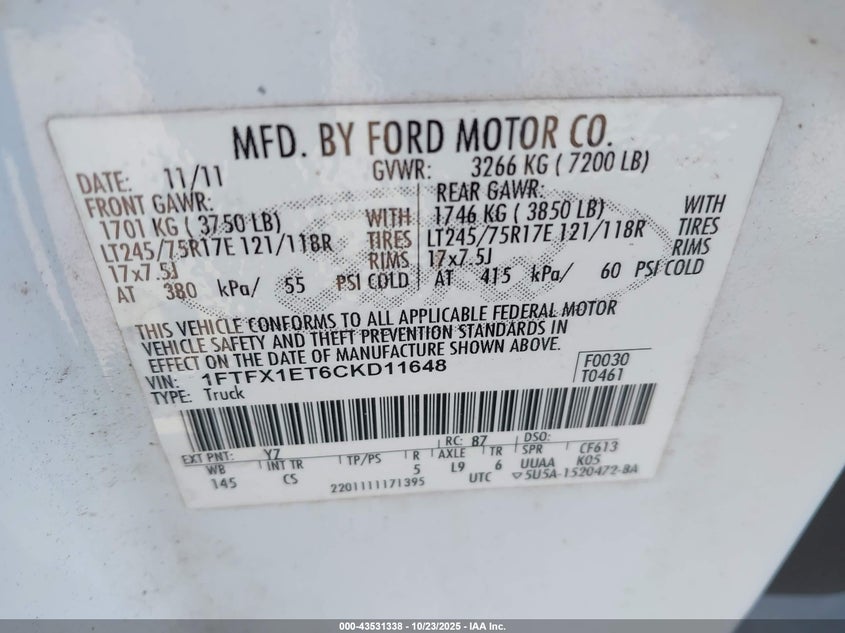 MFD. BY FORD MOTOR CO.
DATE: 11/11 GVWR: 3266 KG ( 7200 LB)
FRONT GAWR: REAR GAWR:
1701 KG ( 3750 LB) WITH 1746 KG ( 3850 LB) WITH
LT245/75R17E 121/118R TIRES LT245/75R17E 121/118R TIRES
17x7.5J RIMS 17x7.5J RIMS
AT 380 kPa/ 55 PSI COLD AT 415 kPa/ 60 PSI COLD
THIS VEHICLE CONFORMS TO ALL APPLICABLE FEDERAL MOTOR
VEHICLE SAFETY AND THEFT PREVENTION STANDARDS IN
EFFECT ON THE DATE OF MANUFACTURE SHOWN ABOVE.
VIN: 1FTFX1ET6CKD11648 F0030
TYPE: Truck T0461
EXT PNT: YZ RC: 87 DSO:
WB INT TR TP/PS R AXLE TR SPR CF613
145 CS 5 L9 6 UUAA K05
2201111171395 UTC 5U5A-1520472-BA
000-43531338 - 10/23/2025 - IAA Inc.